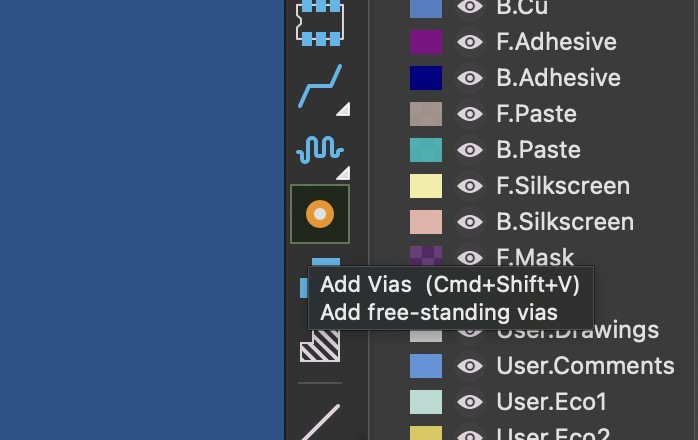 B.Cu
F.Adhesive
B.Adhesive
F.Paste
B.Paste
F.Silkscreen
B.Silkscreen
F.Mask
Add Vias (Cmd+Shift+V)
Add free-standing vias
User.Drawings
User.Comments
User.Eco1
User.Eco2